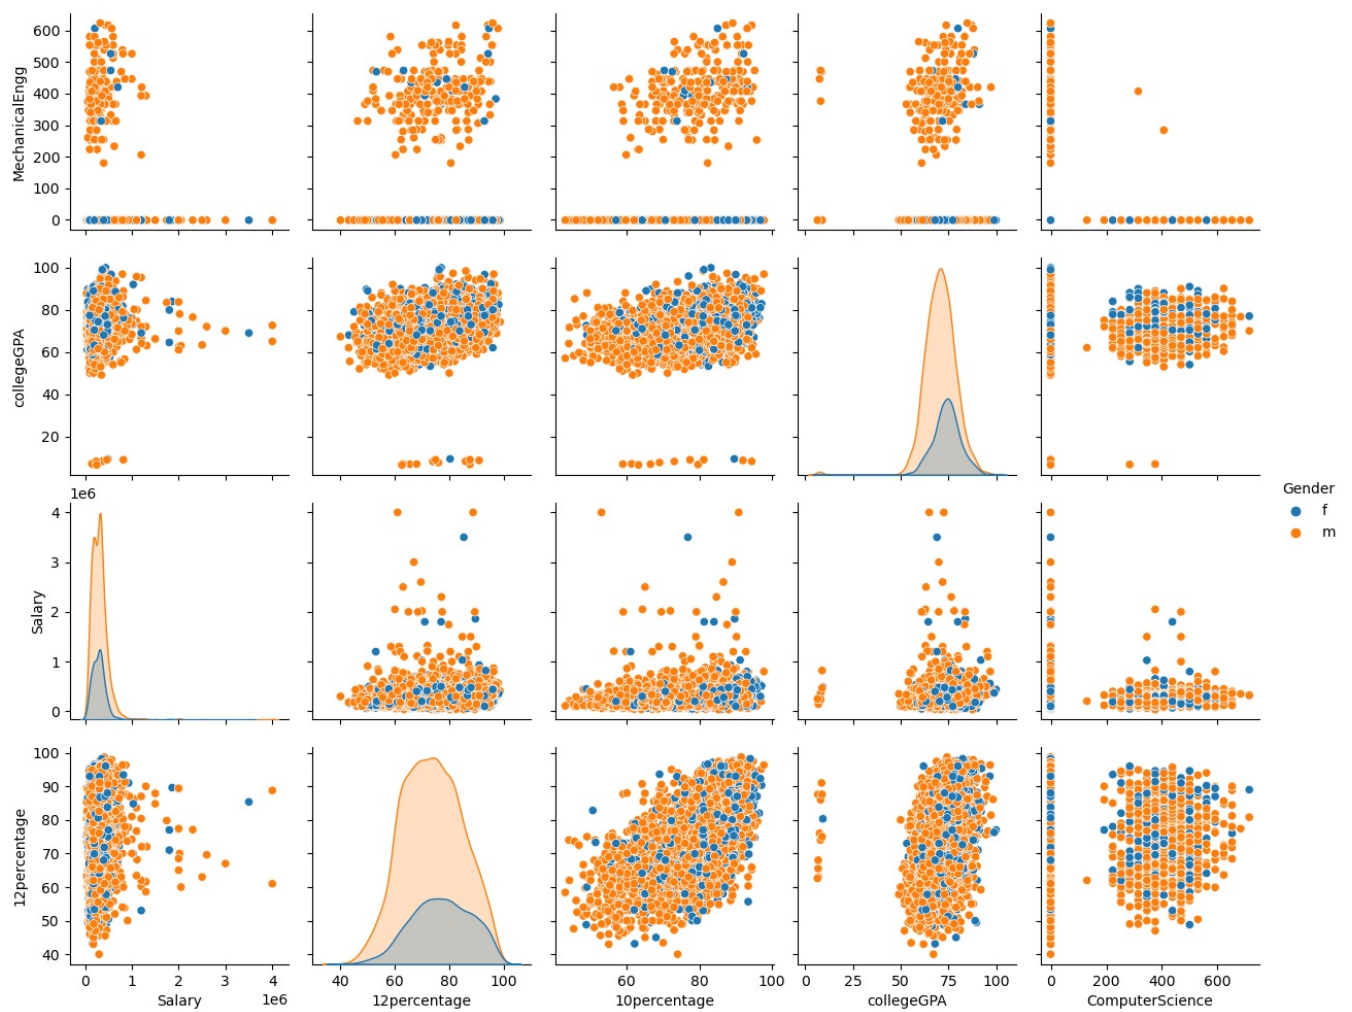 600
500
400
300
200
100
0
MechanicalEngg
100
80
60
40
20
collegeGPA
1e6
4
3
2
1
0
Salary
Gender
f
m
100
90
80
70
60
50
40
12percentage
0 1 2 3 4
1e6
Salary
40 60 80 100
12percentage
60 80 100
10percentage
0 25 50 75 100
collegeGPA
0 200 400 600
ComputerScience